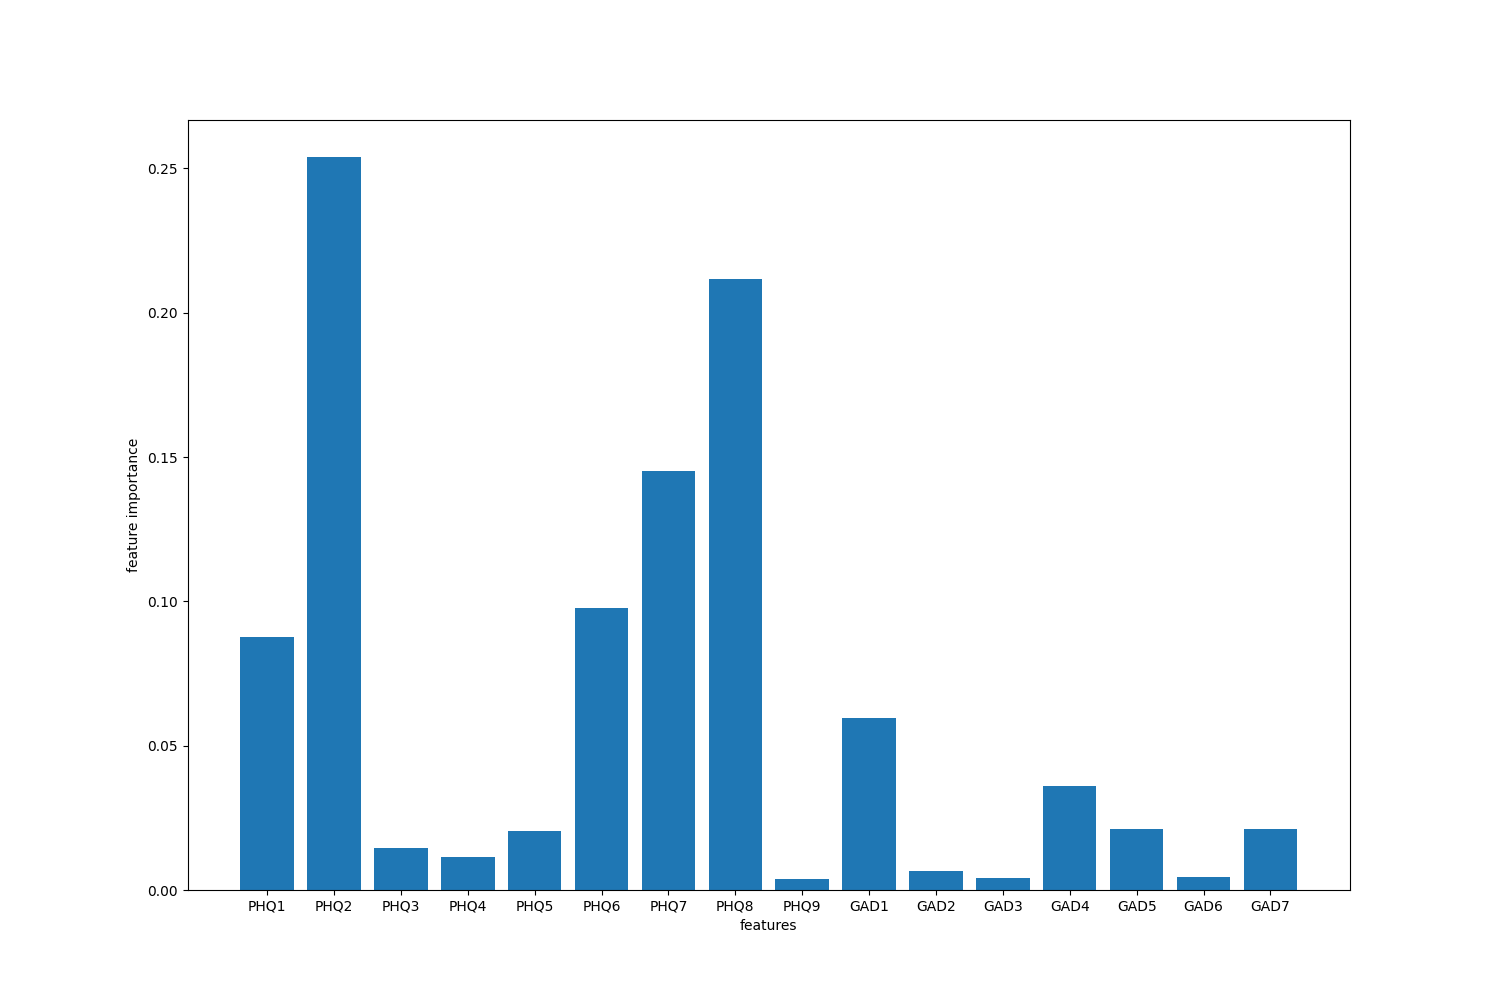 feature importance
0.25
0.20
0.15
0.10
0.05
0.00
PHQ1 PHQ2 PHQ3 PHQ4 PHQ5 PHQ6 PHQ7 PHQ8 PHQ9 GAD1 GAD2 GAD3 GAD4 GAD5 GAD6 GAD7
features